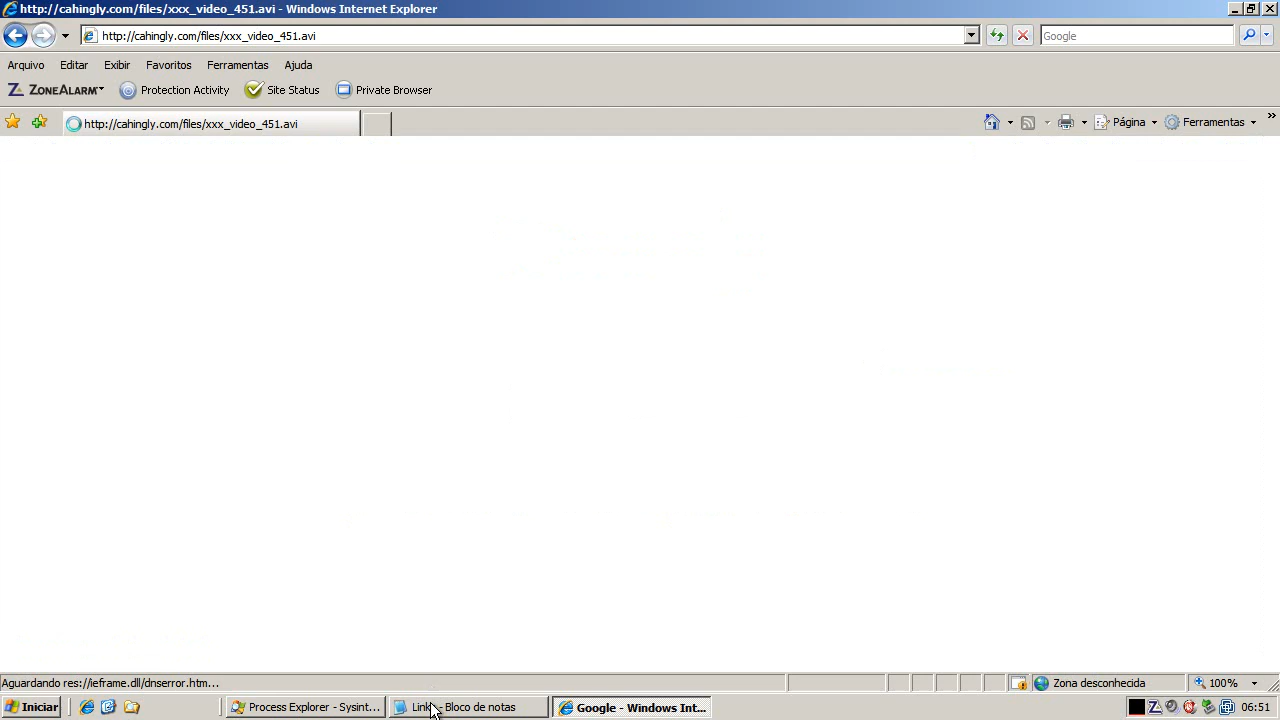 http://cahingly.com/files/xxx_video_451.avi - Windows Internet Explorer
http://cahingly.com/files/xxx_video_451.avi
Google
Arquivo Editar Exibir Favoritos Ferramentas Ajuda
ZONEALARM Protection Activity Site Status Private Browser
http://cahingly.com/files/xxx_video_451.avi
Página Ferramentas
Aguardando res://ieframe.dll/dnserror.htm...
Zona desconhecida
100%
Iniciar
Process Explorer - Sysint...
- Bloco de notas
Google - Windows Int...
06:51